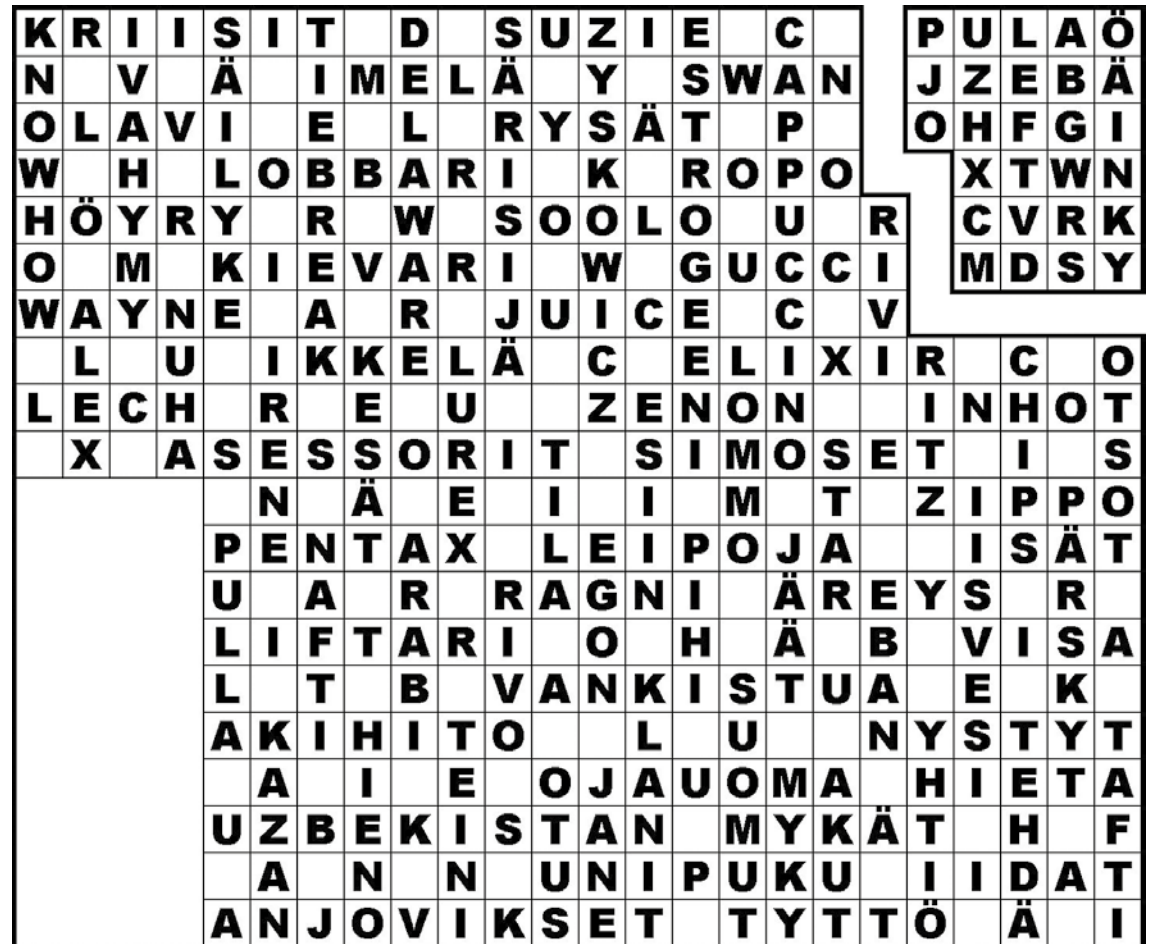 KRIISIT D SUZIE C PULAÖ
N V Ä IMELÄ Y SWAN JZEBÄ
OLAVI E L RYSÄT P OHFGI
W H LOBBARI K ROPO XTWN
HÖYRY R W SOOLO U R CVRK
O M KIEVARI W GUCCI MDSY
WAYNE A R JUICE C V
L U IKKELÄ C ELIXIR C O
LECH R E U ZENON INHOT
X ASESSORIT SIMOSET I S
N Ä E I I M T ZIPPO
PENTAX LEIPOJA ISÄT
U A R RAGNI ÄREYS R
LIFTARI O H Ä B VISA
L T B VANKISTUA E K
AKIHITO L U NYSTYT
A I E OJAUOMA HIETA
UZBEKISTAN MYKÄT H F
A N N UNIPUKU IIDAT
ANJOVIKSET TYTTÖ Ä I